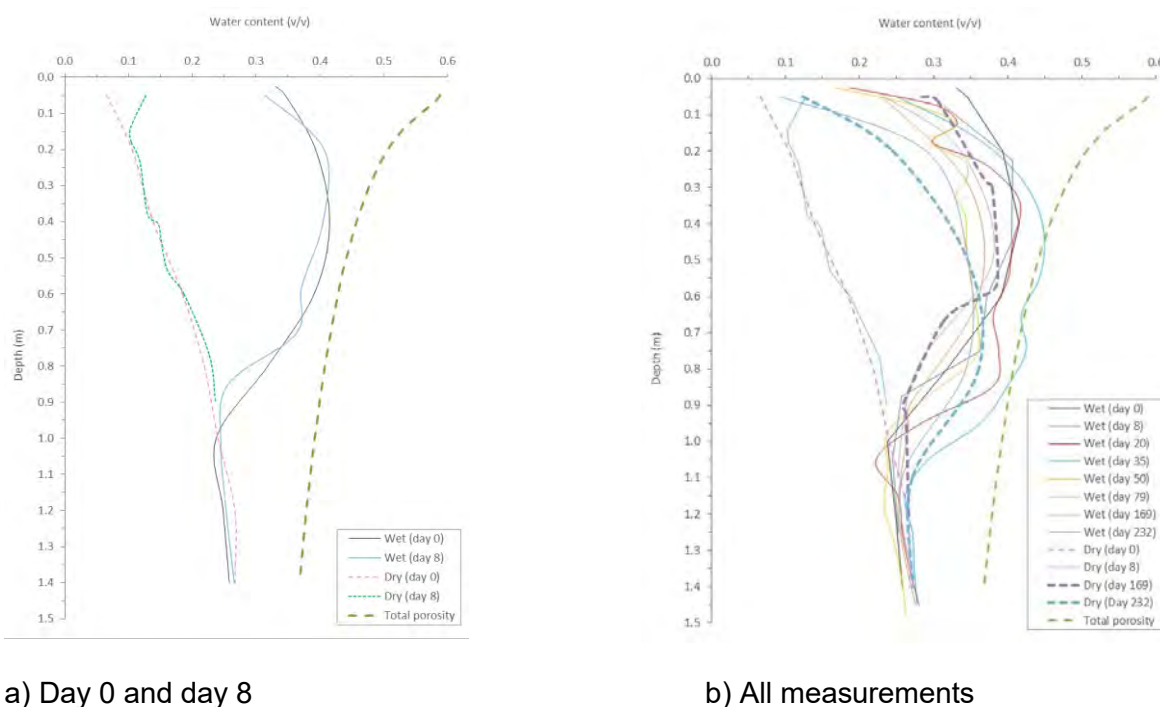 Water content (v/v)
0.0 0.1 0.2 0.3 0.4 0.5 0.6
0.0
0.1
0.2
0.3
0.4
0.5
0.6
0.7
0.8
0.9
1.0
1.1
1.2
1.3
1.4
1.5
Depth (m)
Wet (day 0)
Wet (day 8)
Dry (day 0)
Dry (day 8)
Total porosity
a) Day 0 and day 8
Water content (v/v)
0.0 0.1 0.2 0.3 0.4 0.5 0.6
0.0
0.1
0.2
0.3
0.4
0.5
0.6
0.7
0.8
0.9
1.0
1.1
1.2
1.3
1.4
1.5
Depth (m)
Wet (day 0)
Wet (day 8)
Wet (day 20)
Wet (day 35)
Wet (day 50)
Wet (day 79)
Wet (day 169)
Wet (day 232)
Dry (day 0)
Dry (day 8)
Dry (day 169)
Dry (Day 232)
Total porosity
b) All measurements